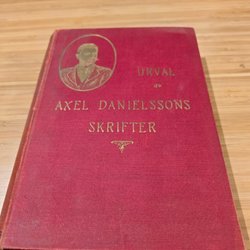 URVAL
AV
AXEL DANIELSSONS
SKRIFTER